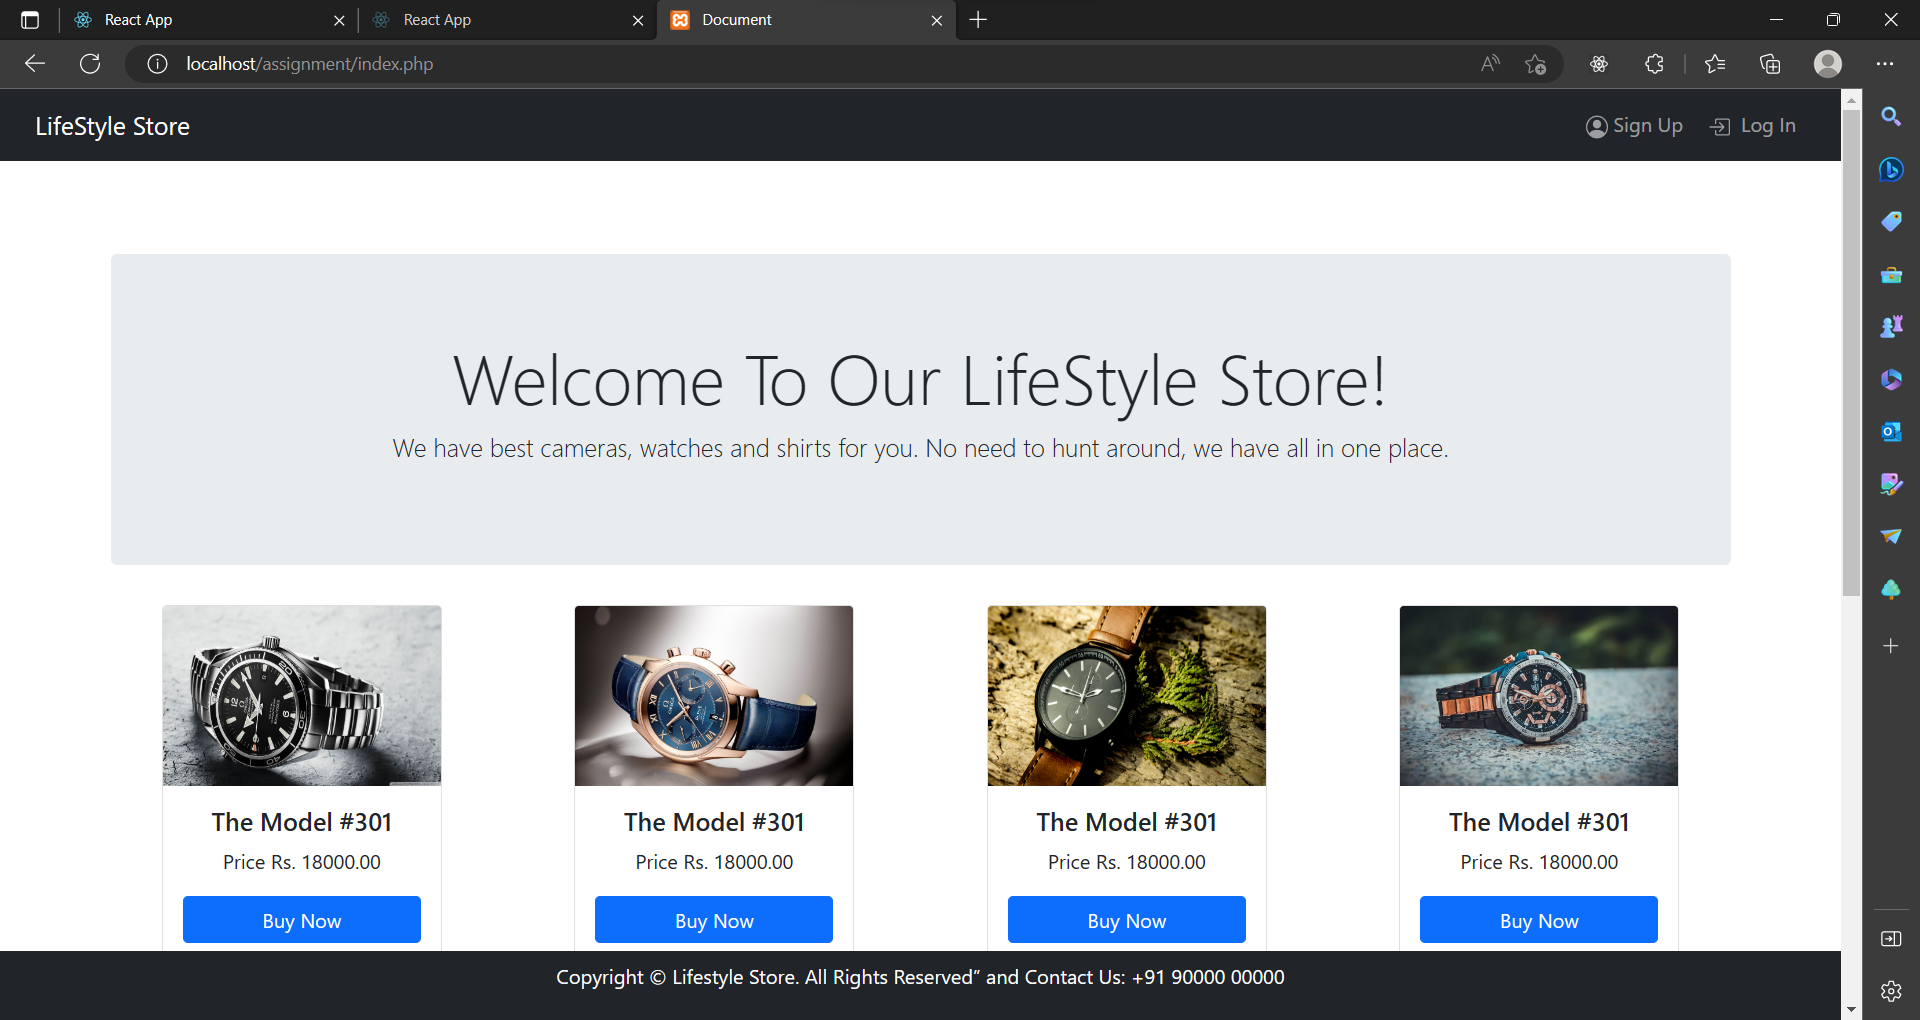 React App
React App
Document
localhost/assignment/index.php
LifeStyle Store
Sign Up
Log In
Welcome To Our LifeStyle Store!
We have best cameras, watches and shirts for you. No need to hunt around, we have all in one place.
The Model #301
The Model #301
The Model #301
The Model #301
Price Rs. 18000.00
Price Rs. 18000.00
Price Rs. 18000.00
Price Rs. 18000.00
Buy Now
Buy Now
Buy Now
Buy Now
Copyright © Lifestyle Store. All Rights Reserved” and Contact Us: +91 90000 00000